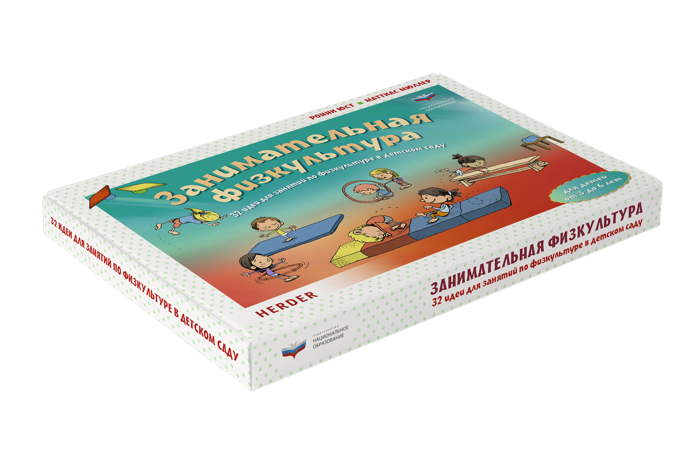 РОННИ ЮСТ ■ МАТТИАС МЮЛЛЕР
Занимательная
физкультура
32 идеи для занятий по физкультуре в детском саду
для детей
от 3 до 6 лет
HERDER
ЗАНИМАТЕЛЬНАЯ ФИЗКУЛЬТУРА
32 идеи для занятий по физкультуре в детском саду
ИЗДАТЕЛЬСТВО
НАЦИОНАЛЬНОЕ
ОБРАЗОВАНИЕ
32 ИДЕИ ДЛЯ ЗАНЯТИЙ ПО ФИЗКУЛЬТУРЕ В ДЕТСКОМ САДУ